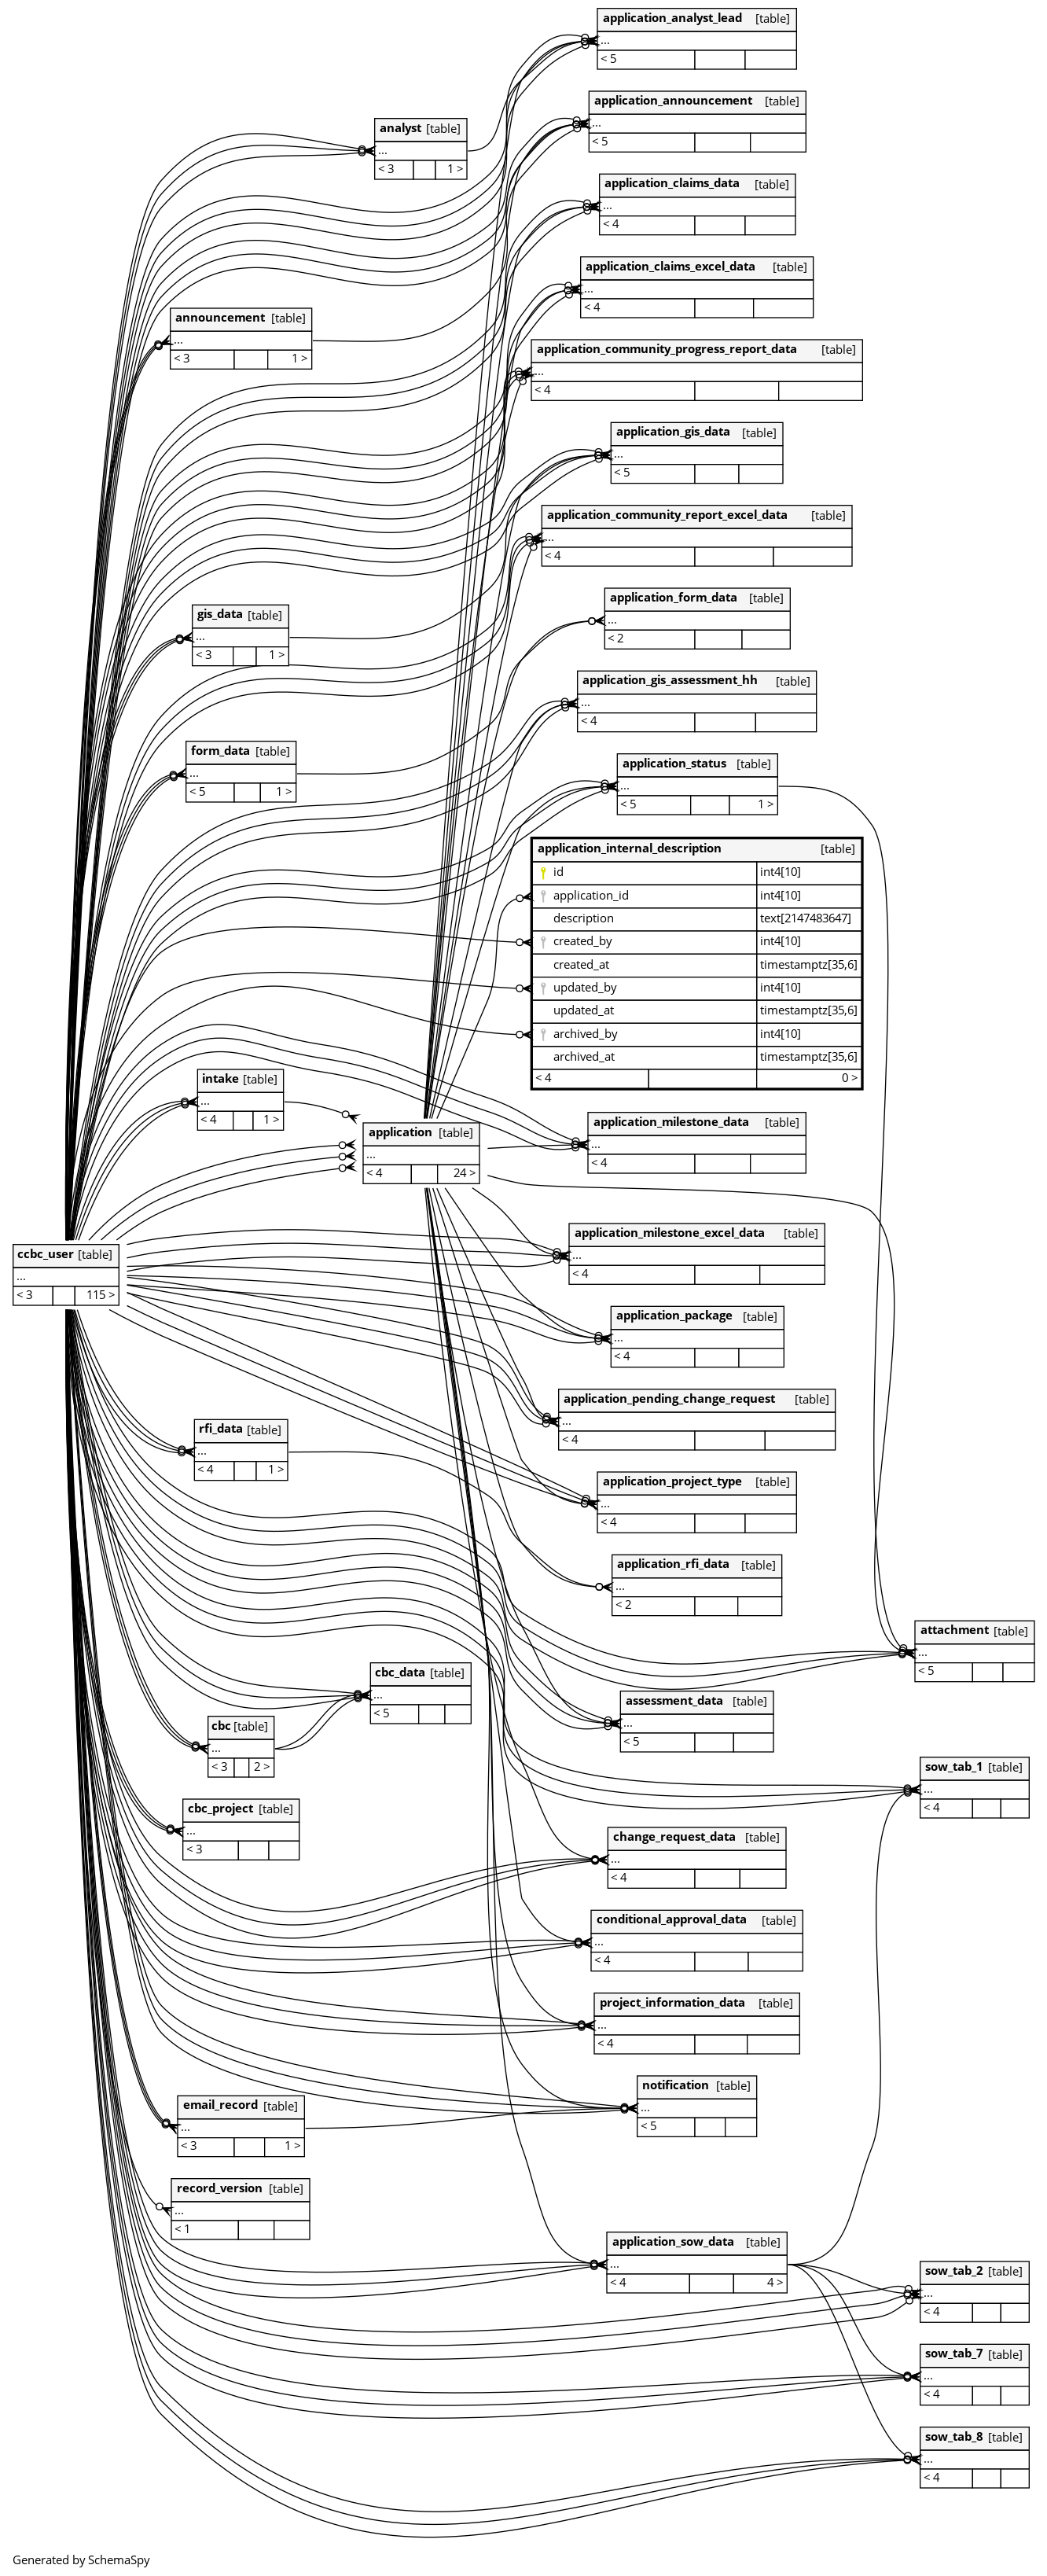 application_analyst_lead [table]
...
< 5
application_announcement [table]
...
< 5
analyst [table]
...
< 3 1 >
application_claims_data [table]
...
< 4
application_claims_excel_data [table]
...
< 4
announcement [table]
...
< 3 1 >
application_community_progress_report_data [table]
...
< 4
application_gis_data [table]
...
< 5
application_community_report_excel_data [table]
...
< 4
application_form_data [table]
...
< 2
gis_data [table]
...
< 3 1 >
application_gis_assessment_hh [table]
...
< 4
form_data [table]
...
< 5 1 >
application_status [table]
...
< 5 1 >
application_internal_description [table]
id int4[10]
application_id int4[10]
description text[2147483647]
created_by int4[10]
created_at timestamptz[35,6]
updated_by int4[10]
updated_at timestamptz[35,6]
archived_by int4[10]
archived_at timestamptz[35,6]
< 4 0 >
intake [table]
...
< 4 1 >
application [table]
...
< 4 24 >
application_milestone_data [table]
...
< 4
ccbc_user [table]
...
< 3 115 >
application_milestone_excel_data [table]
...
< 4
application_package [table]
...
< 4
application_pending_change_request [table]
...
< 4
rfi_data [table]
...
< 4 1 >
application_project_type [table]
...
< 4
application_rfi_data [table]
...
< 2
attachment [table]
...
< 5
cbc_data [table]
...
< 5
assessment_data [table]
...
< 5
cbc [table]
...
< 3 2 >
sow_tab_1 [table]
...
< 4
cbc_project [table]
...
< 3
change_request_data [table]
...
< 4
conditional_approval_data [table]
...
< 4
project_information_data [table]
...
< 4
notification [table]
...
< 5
email_record [table]
...
< 3 1 >
record_version [table]
...
< 1
application_sow_data [table]
...
< 4 4 >
sow_tab_2 [table]
...
< 4
sow_tab_7 [table]
...
< 4
sow_tab_8 [table]
...
< 4
Generated by SchemaSpy